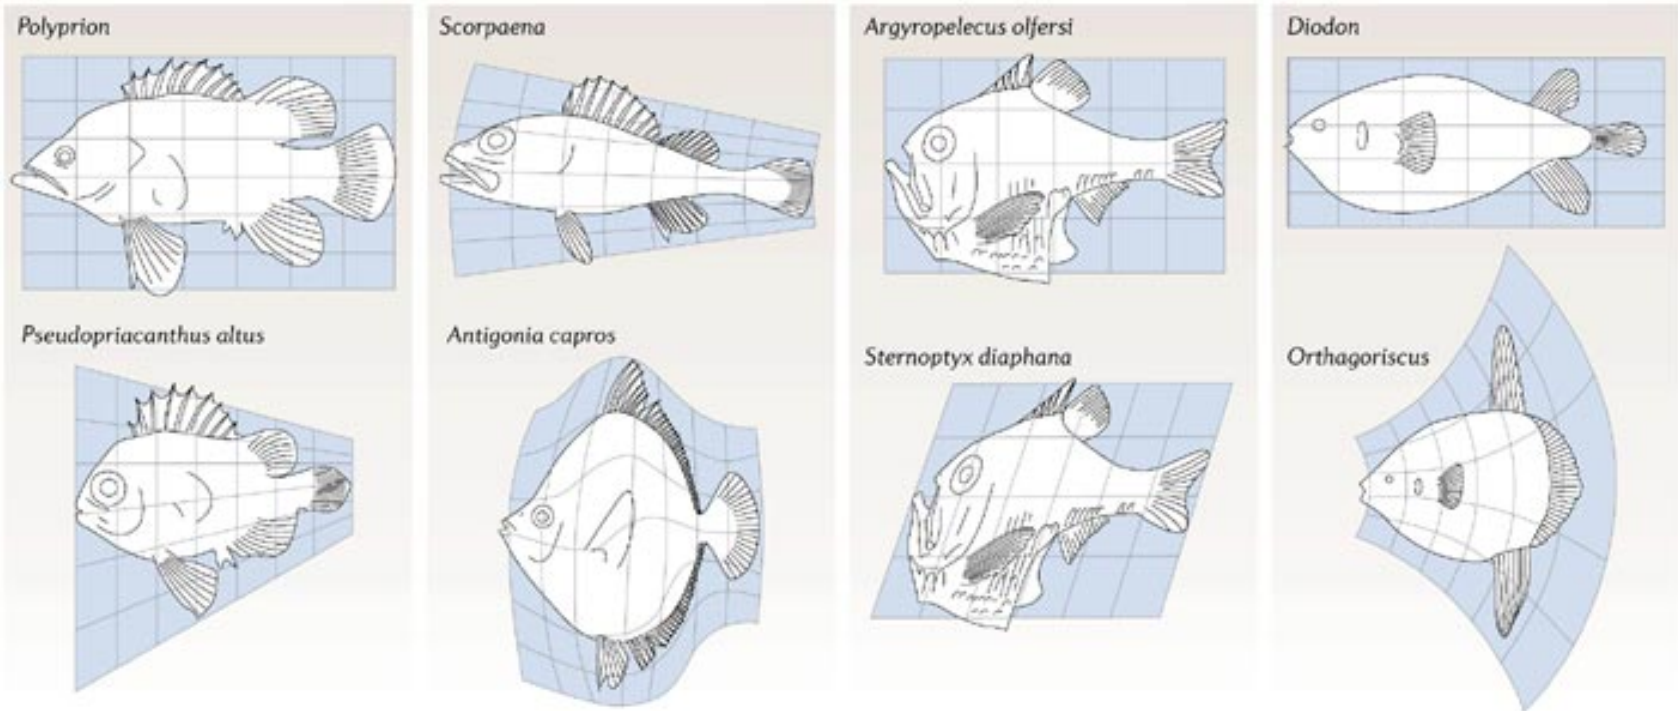 Polyprion
Scorpaena
Argyropelecus olfersi
Diodon
Pseudopriacanthus altus
Antigonia capros
Sternoptyx diaphana
Orthagoriscus